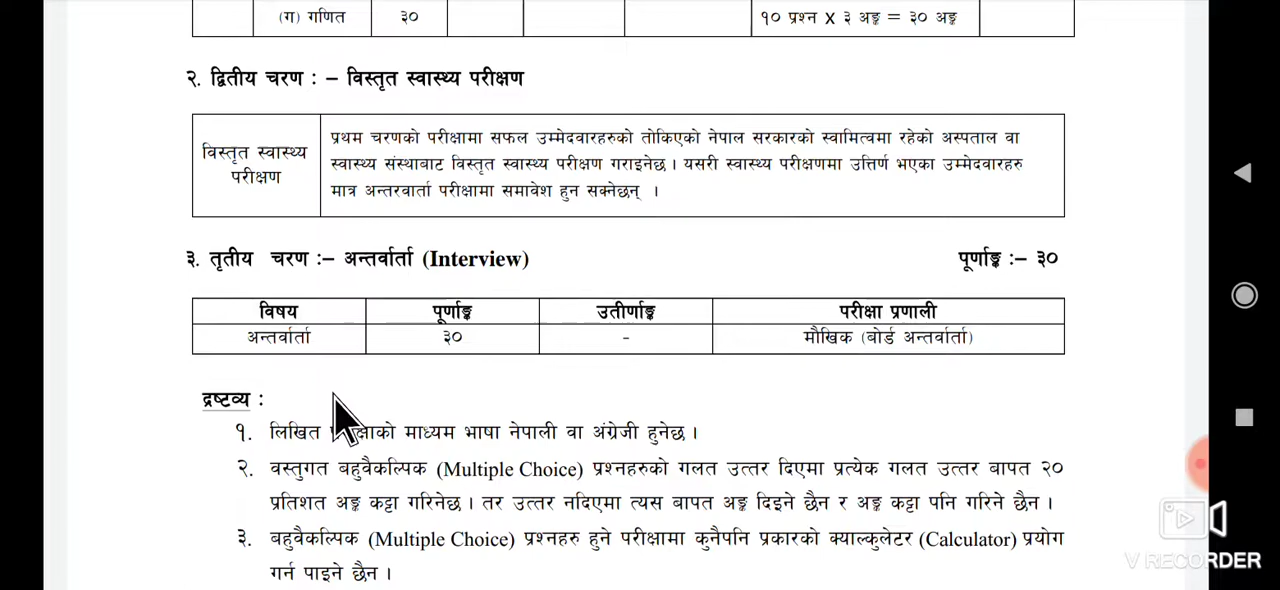 (ग) गणित ३० १० प्रश्न X ३ अङ्क = ३० अङ्क
२. द्वितीय चरण : – विस्तृत स्वास्थ्य परीक्षण
विस्तृत स्वास्थ्य
परीक्षण
प्रथम चरणको परीक्षामा सफल उम्मेदवारहरुको तोकिएको नेपाल सरकारको स्वामित्वमा रहेको अस्पताल वा
स्वास्थ्य संस्थाबाट विस्तृत स्वास्थ्य परीक्षण गराइनेछ । यसरी स्वास्थ्य परीक्षणमा उत्तिर्ण भएका उम्मेदवारहरु
मात्र अन्तरवार्ता परीक्षामा समावेश हुन सक्नेछन् ।
३. तृतीय चरण :– अन्तर्वार्ता (Interview) पूर्णाङ्क :– ३०
विषय पूर्णाङ्क उतीर्णाङ्क परीक्षा प्रणाली
अन्तर्वार्ता ३० - मौखिक (बोर्ड अन्तर्वार्ता)
द्रष्टव्य :
१. लिखित माध्यम भाषा नेपाली वा अंग्रेजी हुनेछ ।
२. वस्तुगत बहुवैकल्पिक (Multiple Choice) प्रश्नहरुको गलत उत्तर दिएमा प्रत्येक गलत उत्तर बापत २०
प्रतिशत अङ्क कट्टा गरिनेछ । तर उत्तर नदिएमा त्यस बापत अङ्क दिइने छैन र अङ्क कट्टा पनि गरिने छैन ।
३. बहुवैकल्पिक (Multiple Choice) प्रश्नहरु हुने परीक्षामा कुनैपनि प्रकारको क्याल्कुलेटर (Calculator) प्रयोग
गर्न पाइने छैन ।
V RECORDER